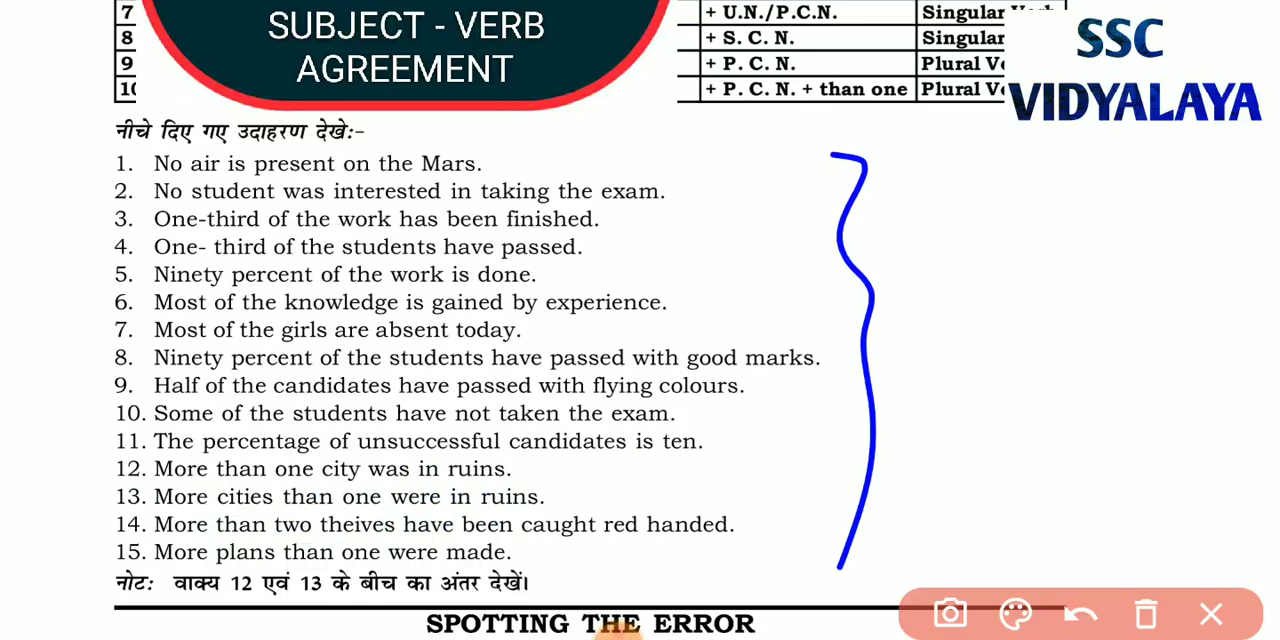 7 + U.N./P.C.N. Singular Verb
SUBJECT - VERB
AGREEMENT
8 + S. C. N. Singular
9 + P. C. N. Plural
10 + P. C. N. + than one Plural
SSC
VIDYALAYA
नीचे दिए गए उदाहरण देखेः-
1. No air is present on the Mars.
2. No student was interested in taking the exam.
3. One-third of the work has been finished.
4. One- third of the students have passed.
5. Ninety percent of the work is done.
6. Most of the knowledge is gained by experience.
7. Most of the girls are absent today.
8. Ninety percent of the students have passed with good marks.
9. Half of the candidates have passed with flying colours.
10. Some of the students have not taken the exam.
11. The percentage of unsuccessful candidates is ten.
12. More than one city was in ruins.
13. More cities than one were in ruins.
14. More than two theives have been caught red handed.
15. More plans than one were made.
नोटः वाक्य 12 एवं 13 के बीच का अंतर देखें।
SPOTTING THE ERROR